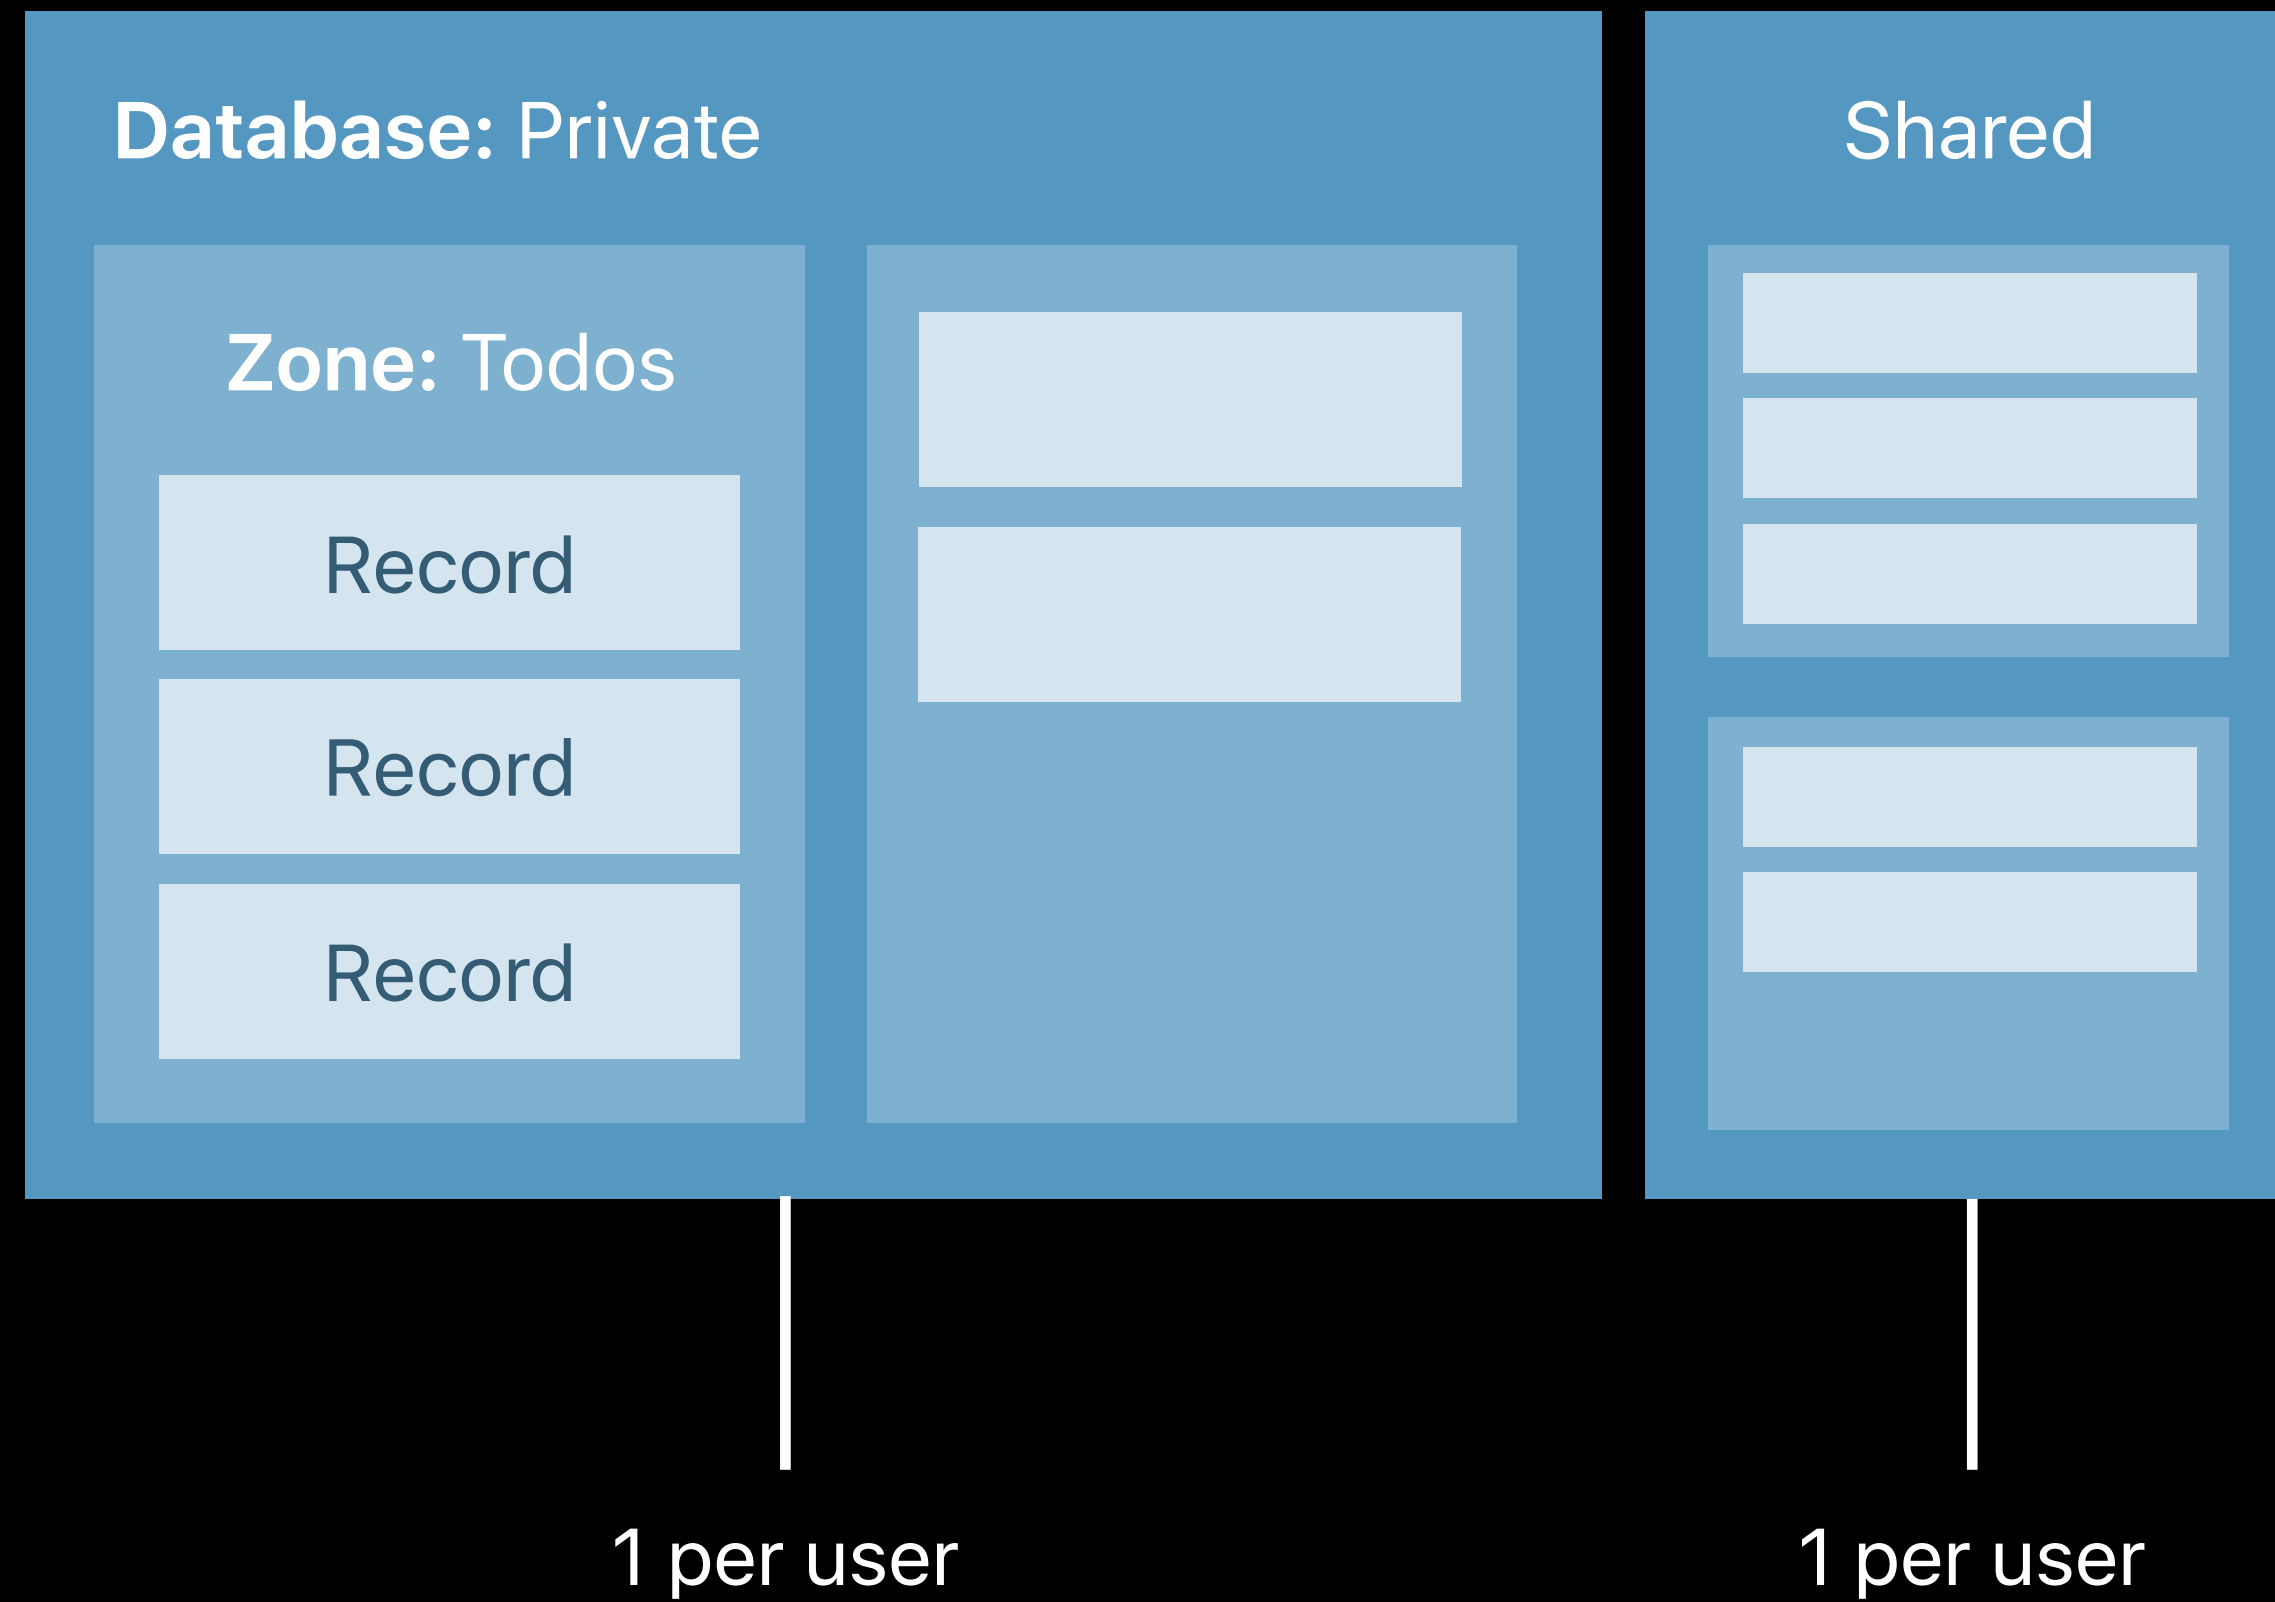 Database: Private
Shared
Zone: Todos
Record
Record
Record
1 per user
1 per user